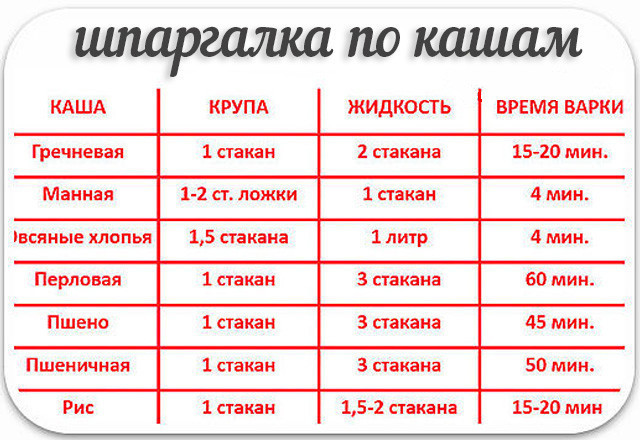 шпаргалка по кашам
КАША КРУПА ЖИДКОСТЬ ВРЕМЯ ВАРКИ
Гречневая 1 стакан 2 стакана 15-20 мин.
Манная 1-2 ст. ложки 1 стакан 4 мин.
Овсяные хлопья 1,5 стакана 1 литр 4 мин.
Перловая 1 стакан 3 стакана 60 мин.
Пшено 1 стакан 3 стакана 45 мин.
Пшеничная 1 стакан 3 стакана 50 мин.
Рис 1 стакан 1,5-2 стакана 15-20 мин